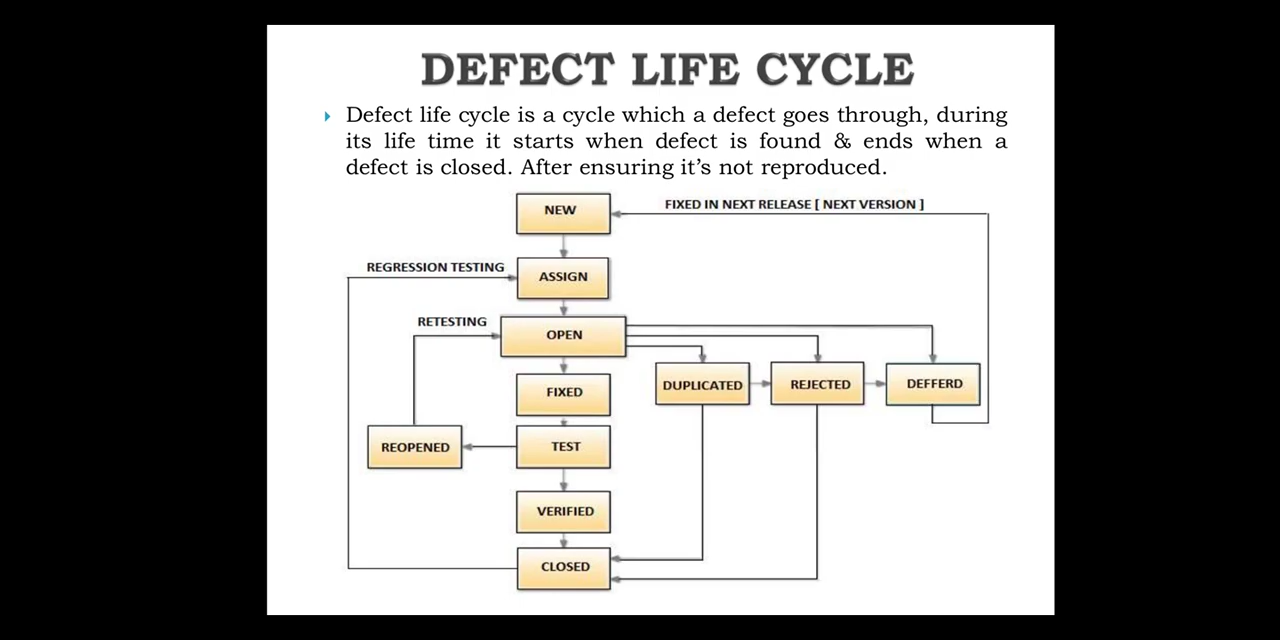 DEFECT LIFE CYCLE
Defect life cycle is a cycle which a defect goes through, during
its life time it starts when defect is found & ends when a
defect is closed. After ensuring it’s not reproduced.
NEW
FIXED IN NEXT RELEASE [ NEXT VERSION ]
REGRESSION TESTING
ASSIGN
RETESTING
OPEN
DUPLICATED
REJECTED
DEFFERD
FIXED
REOPENED
TEST
VERIFIED
CLOSED